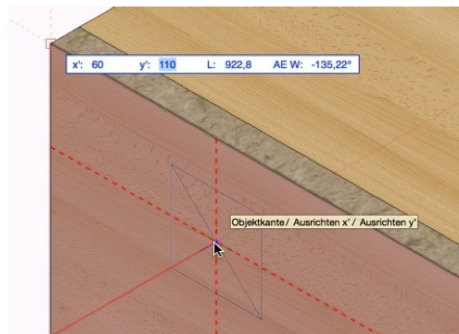 x': 60 y': 110 L: 922,8 AE W: -135,22°
Objektkante / Ausrichten x' / Ausrichten y'